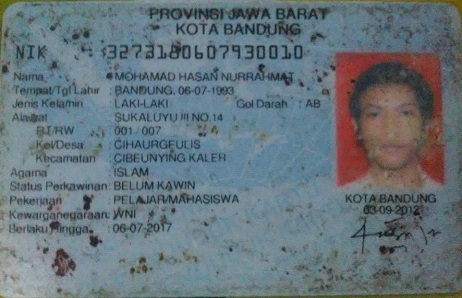 PROVINSI JAWA BARAT
KOTA BANDUNG
NIK : 3273180607930010
Nama : MOHAMAD HASAN NURRAHMAT
Tempat/Tgl Lahir : BANDUNG, 06-07-1993
Jenis Kelamin : LAKI-LAKI Gol Darah : AB
Alamat : SUKALUYU III NO.14
RT/RW : 001 / 007
Kel/Desa : CIHAURGEULIS
Kecamatan : CIBEUNYING KALER
Agama : ISLAM
Status Perkawinan: BELUM KAWIN
Pekerjaan : PELAJAR/MAHASISWA
Kewarganegaraan: WNI
Berlaku Hingga : 06-07-2017
KOTA BANDUNG
03-09-2012